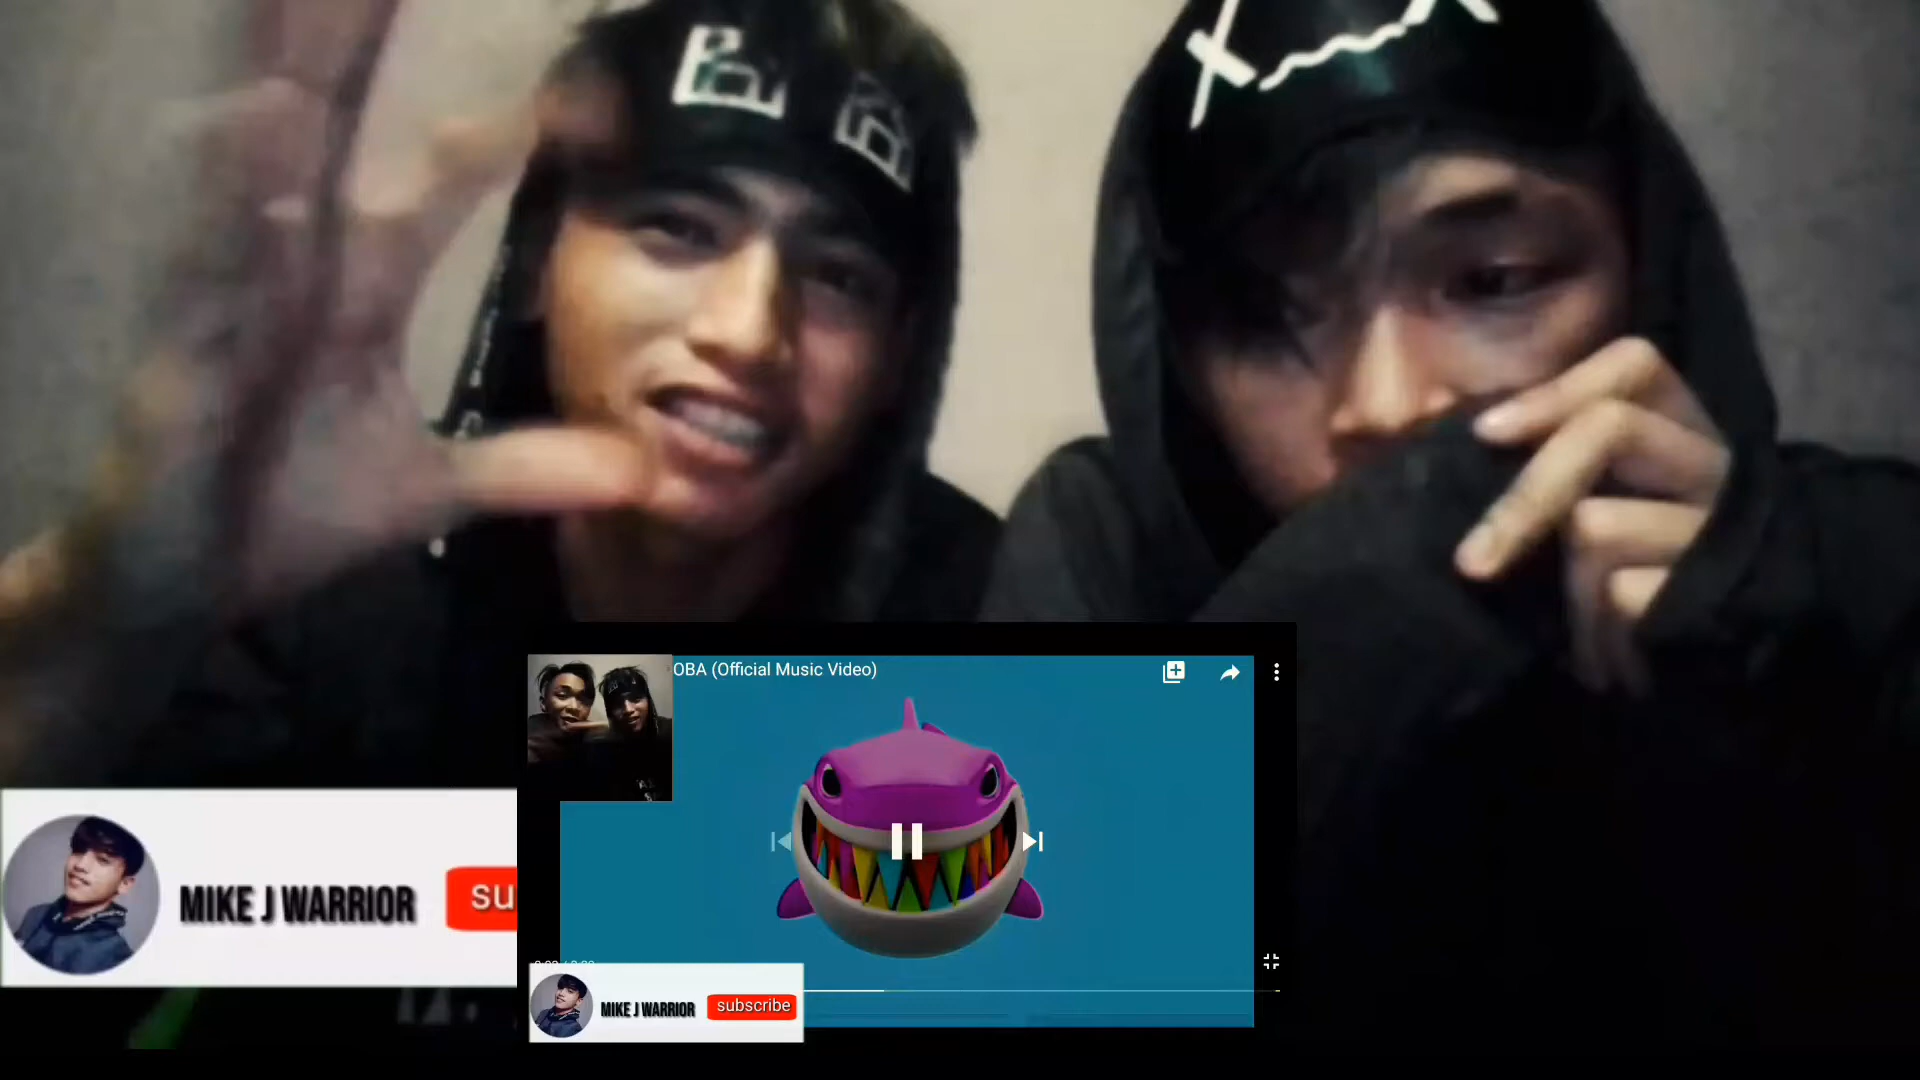 OBA (Official Music Video)
MIKE J WARRIOR
su
MIKE J WARRIOR
subscribe